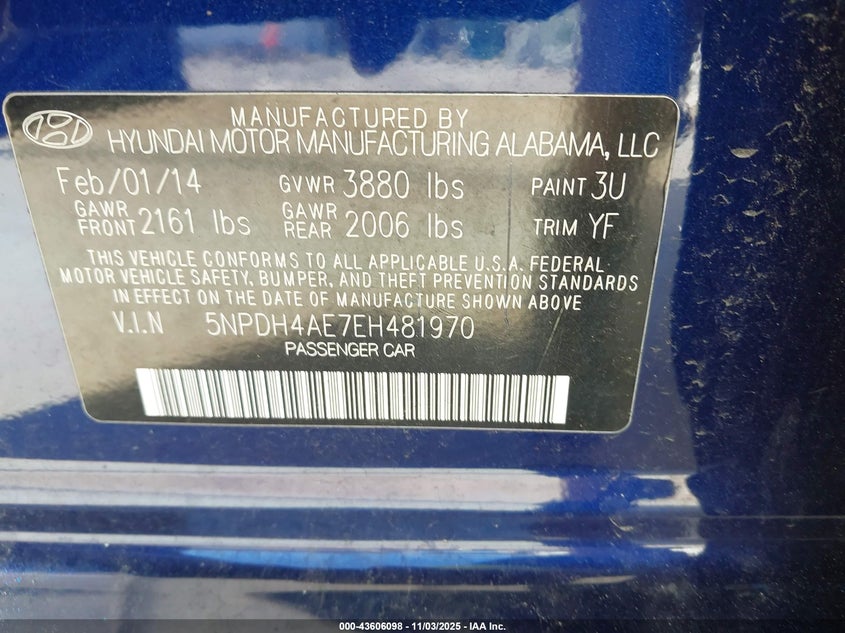 MANUFACTURED BY
HYUNDAI MOTOR MANUFACTURING ALABAMA, LLC
Feb/01/14 GVWR 3880 lbs PAINT 3U
GAWR FRONT 2161 lbs GAWR REAR 2006 lbs TRIM YF
THIS VEHICLE CONFORMS TO ALL APPLICABLE U.S.A. FEDERAL
MOTOR VEHICLE SAFETY, BUMPER, AND THEFT PREVENTION STANDARDS
IN EFFECT ON THE DATE OF MANUFACTURE SHOWN ABOVE
V.I.N 5NPDH4AE7EH481970
PASSENGER CAR
000-43606098 - 11/03/2025 - IAA Inc.